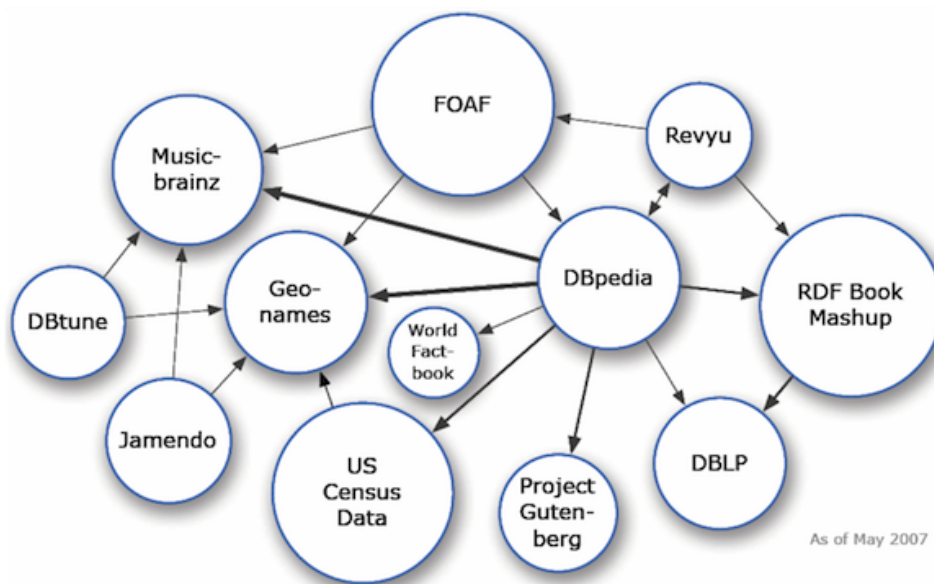 FOAF
Revyu
Music-
brainz
DBpedia
RDF Book
Mashup
Geo-
names
DBtune
World
Fact-
book
Jamendo
US
Census
Data
Project
Guten-
berg
DBLP
As of May 2007